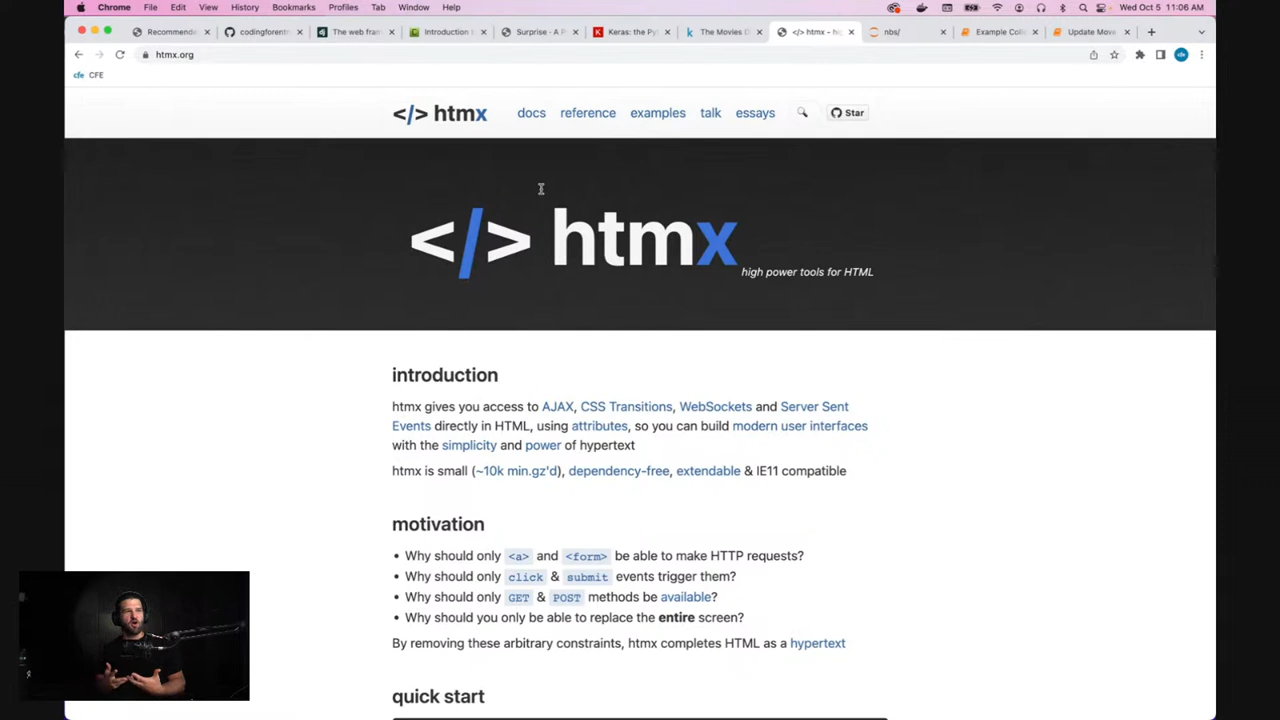 Chrome File Edit View History Bookmarks Profiles Tab Window Help Wed Oct 5 11:06 AM
Recommend codingforent The web fram Introduction Surprise - A P Keras: the Py The Movies D </> htmx - hi nbs/ Example Coll Update Move
htmx.org
cfe CFE
</> htmx docs reference examples talk essays Star
</> htmx
high power tools for HTML
introduction
htmx gives you access to AJAX, CSS Transitions, WebSockets and Server Sent
Events directly in HTML, using attributes, so you can build modern user interfaces
with the simplicity and power of hypertext
htmx is small (~10k min.gz'd), dependency-free, extendable & IE11 compatible
motivation
• Why should only <a> and <form> be able to make HTTP requests?
• Why should only click & submit events trigger them?
• Why should only GET & POST methods be available?
• Why should you only be able to replace the entire screen?
By removing these arbitrary constraints, htmx completes HTML as a hypertext
quick start